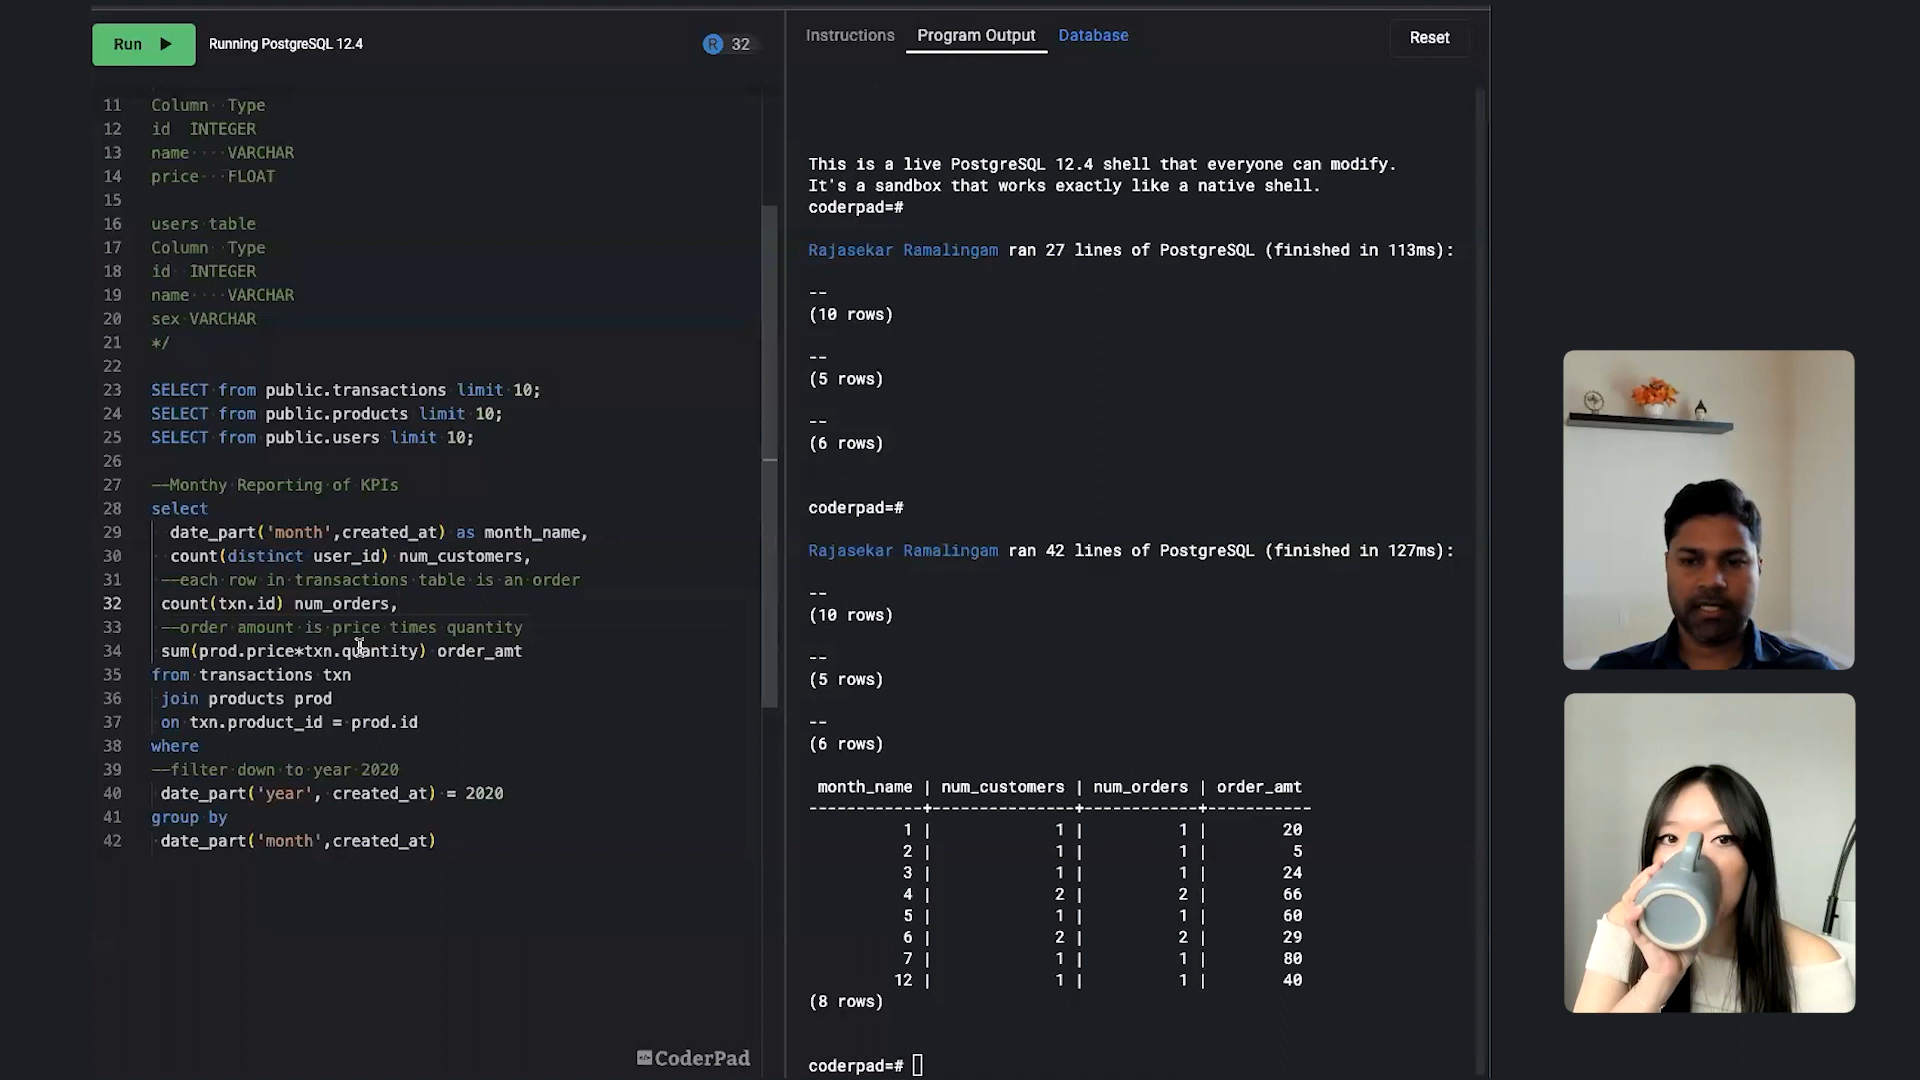 Run
Running PostgreSQL 12.4
R 32
11 Column Type
12 id INTEGER
13 name VARCHAR
14 price FLOAT
15
16 users table
17 Column Type
18 id INTEGER
19 name VARCHAR
20 sex VARCHAR
21 */
22
23 SELECT from public.transactions limit 10;
24 SELECT from public.products limit 10;
25 SELECT from public.users limit 10;
26
27 --Monthy Reporting of KPIs
28 select
29 date_part('month',created_at) as month_name,
30 count(distinct user_id) num_customers,
31 --each row in transactions table is an order
32 count(txn.id) num_orders,
33 --order amount is price times quantity
34 sum(prod.price*txn.quantity) order_amt
35 from transactions txn
36 join products prod
37 on txn.product_id = prod.id
38 where
39 --filter down to year 2020
40 date_part('year', created_at) = 2020
41 group by
42 date_part('month',created_at)
CoderPad
Instructions Program Output Database
Reset
This is a live PostgreSQL 12.4 shell that everyone can modify.
It's a sandbox that works exactly like a native shell.
coderpad=#
Rajasekar Ramalingam ran 27 lines of PostgreSQL (finished in 113ms):
--
(10 rows)
--
(5 rows)
--
(6 rows)
coderpad=#
Rajasekar Ramalingam ran 42 lines of PostgreSQL (finished in 127ms):
--
(10 rows)
--
(5 rows)
--
(6 rows)
month_name | num_customers | num_orders | order_amt
------------+---------------+------------+-----------
1 | 1 | 1 | 20
2 | 1 | 1 | 5
3 | 1 | 1 | 24
4 | 2 | 2 | 66
5 | 1 | 1 | 60
6 | 2 | 2 | 29
7 | 1 | 1 | 80
12 | 1 | 1 | 40
(8 rows)
coderpad=#